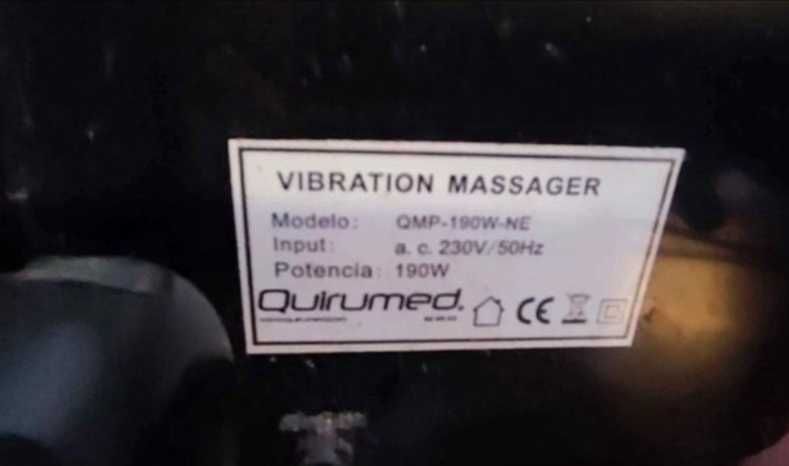 VIBRATION MASSAGER
Modelo: QMP-190W-NE
Input: a. c. 230V/50Hz
Potencia: 190W
Quirumed. CE